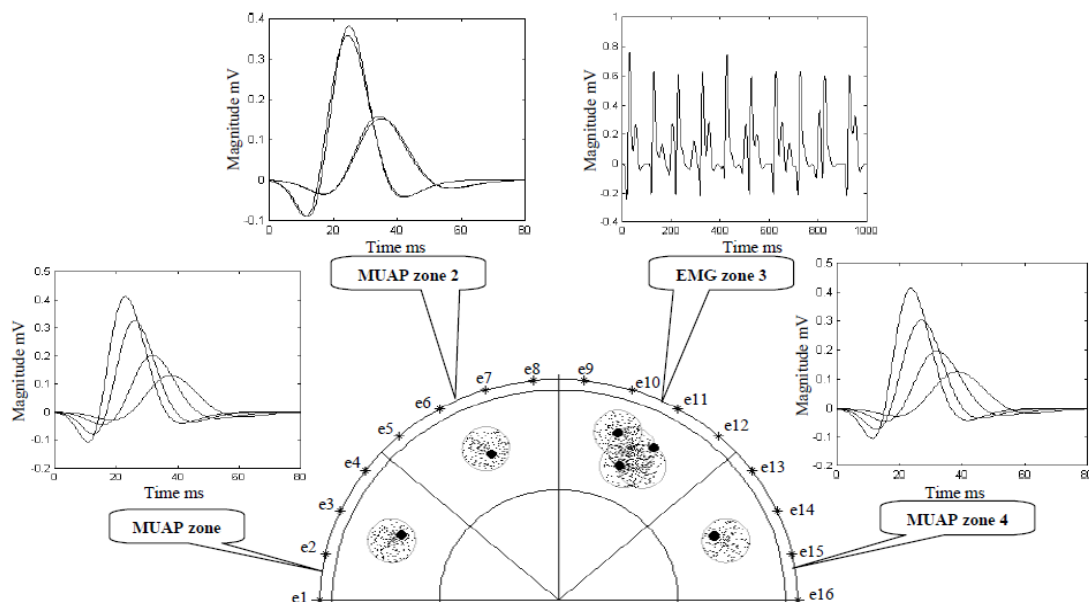 0.4
0.3
0.2
0.1
0
-0.1
0 20 40 60 80
Magnitude mV
Time ms
1
0.8
0.6
0.4
0.2
0
-0.2
0.4
0 200 400 600 800 1000
Magnitude mV
Time ms
MUAP zone 2
EMG zone 3
0.5
0.4
0.3
0.2
0.1
0
-0.1
-0.2
0 20 40 60 80
Magnitude mV
Time ms
0.5
0.4
0.3
0.2
0.1
0
-0.1
0.2
0 20 40 60 80
Magnitude mV
Time ms
MUAP zone
MUAP zone 4
e1
e2
e3
e4
e5
e6
e7
e8
e9
e10
e11
e12
e13
e14
e15
e16